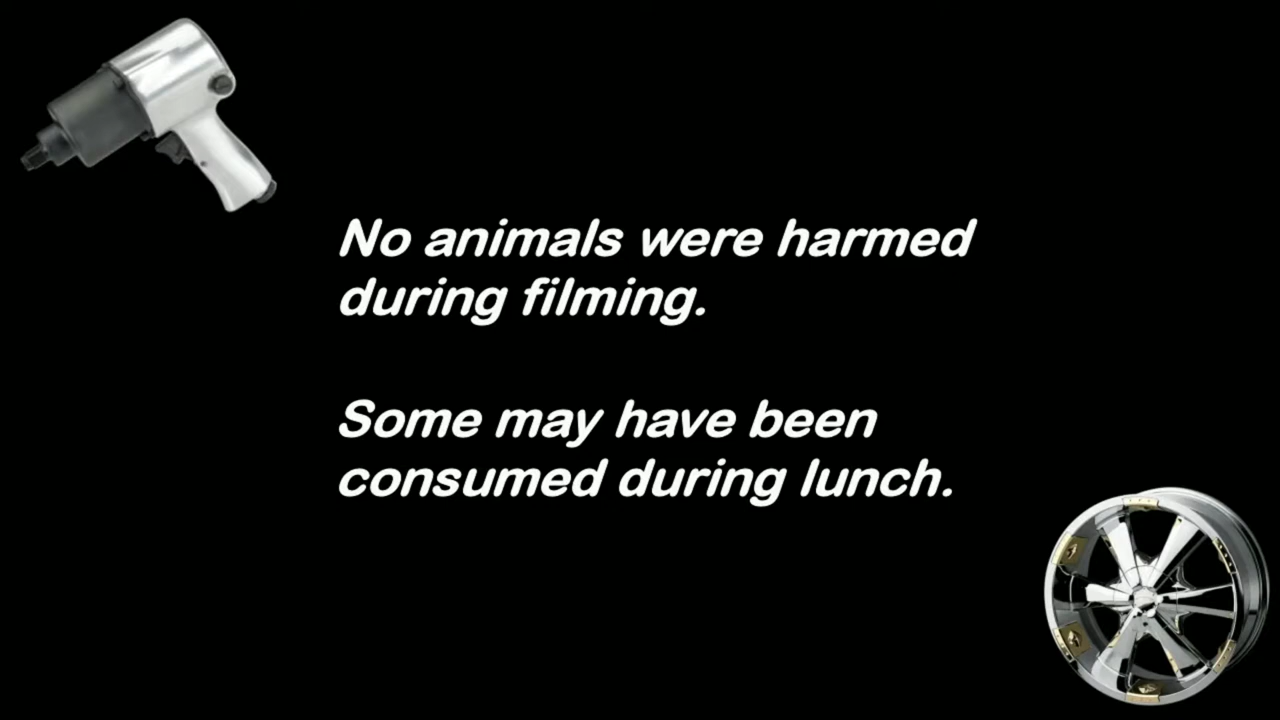 No animals were harmed
during filming.
Some may have been
consumed during lunch.